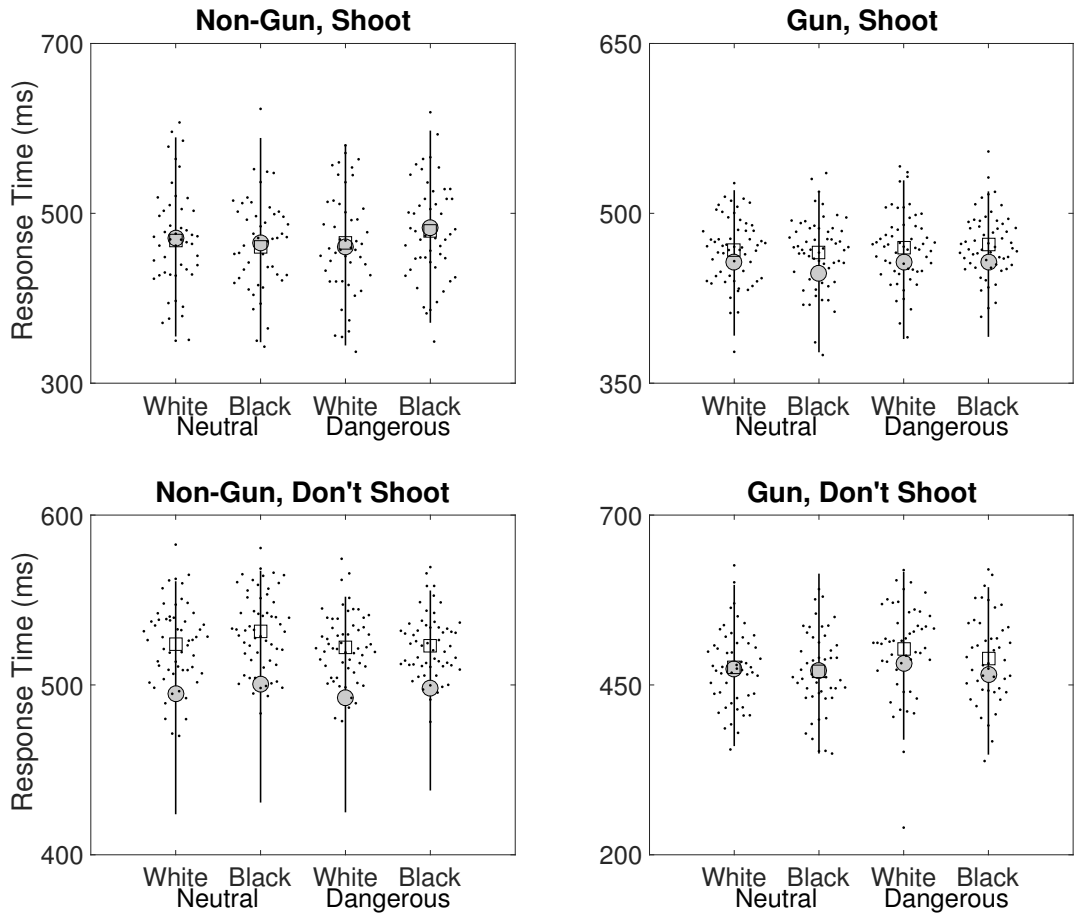 Non-Gun, Shoot
700
500
300
Response Time (ms)
White Black White Black
Neutral Dangerous
Gun, Shoot
650
500
350
White Black White Black
Neutral Dangerous
Non-Gun, Don't Shoot
600
500
400
Response Time (ms)
White Black White Black
Neutral Dangerous
Gun, Don't Shoot
700
450
200
White Black White Black
Neutral Dangerous